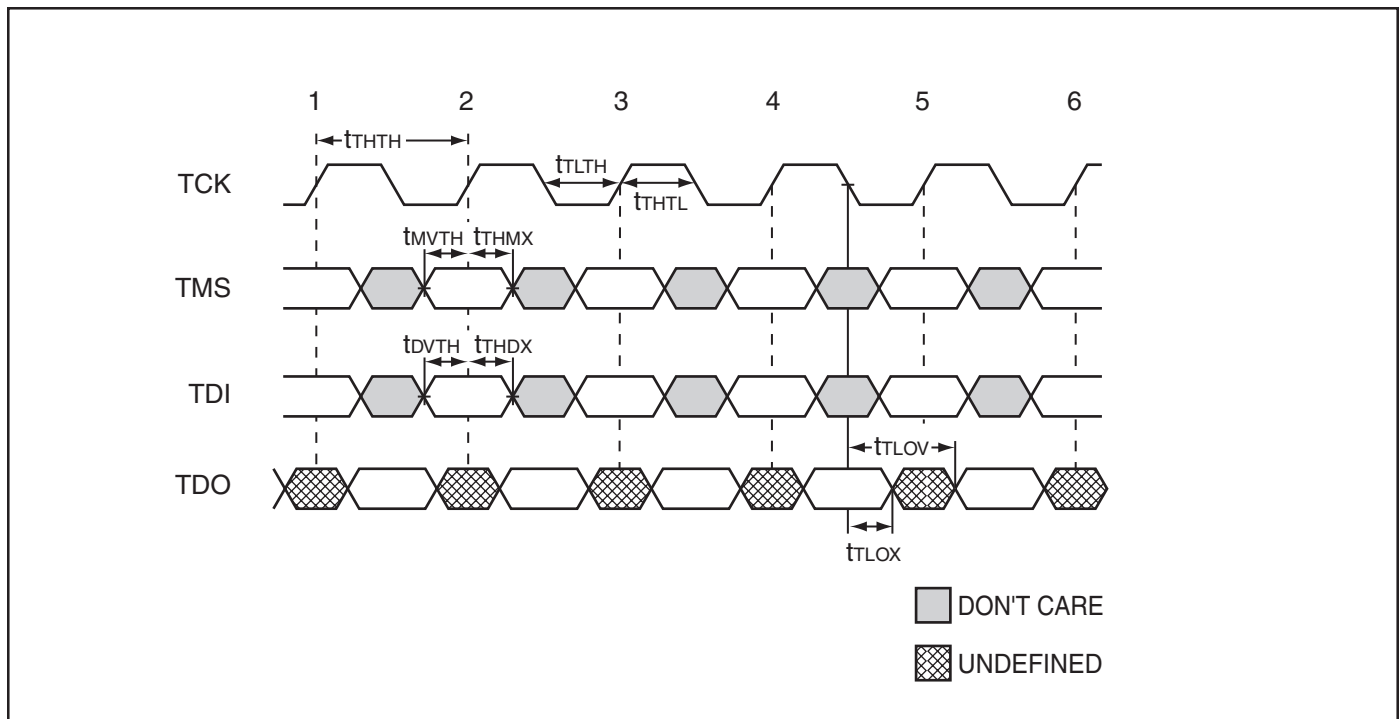 1 2 3 4 5 6
tTHTH
tTLTH
TCK
tTHTL
tMVTH tTHMX
TMS
tDVTH tTHDX
TDI
tTLOV
TDO
tTLOX
DON'T CARE
UNDEFINED